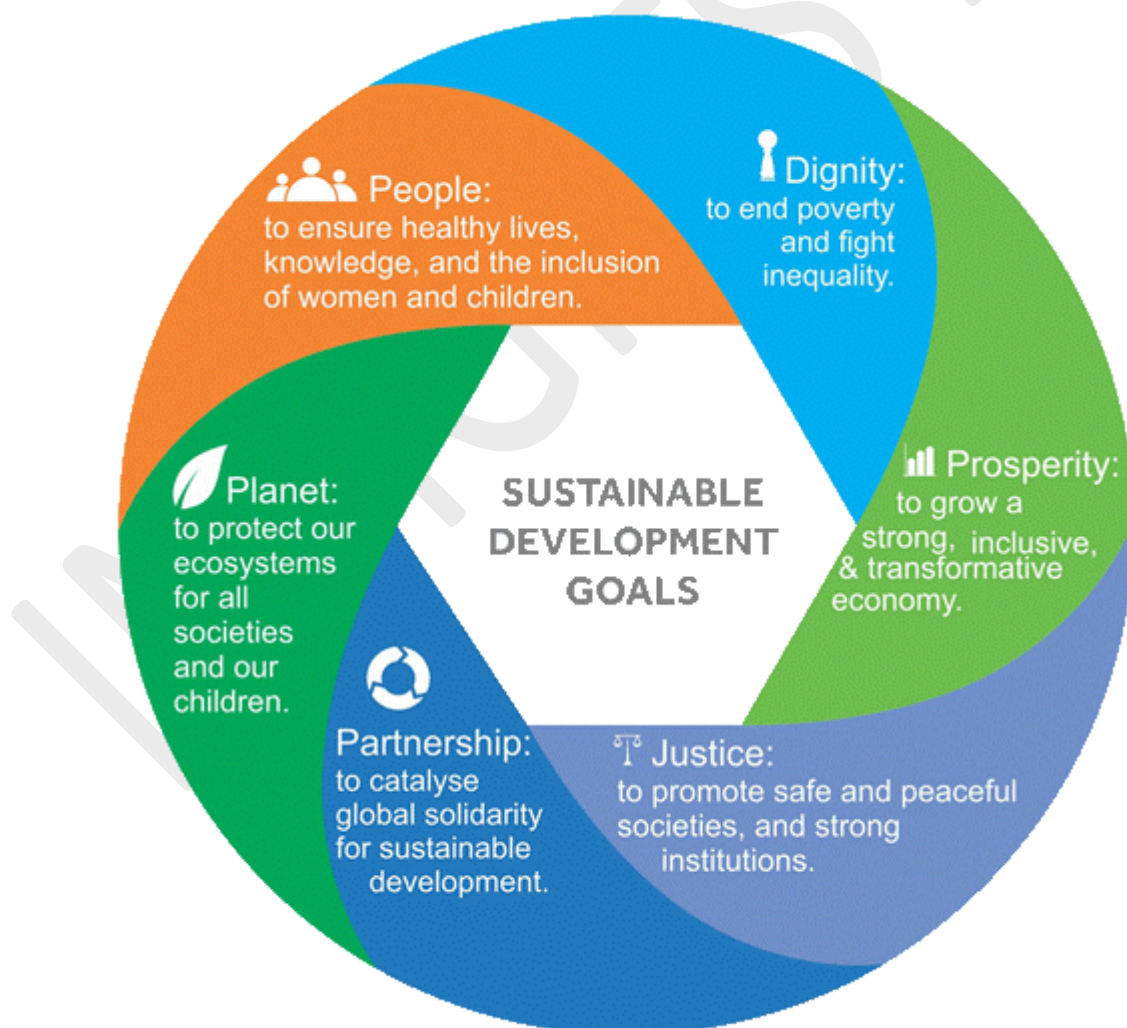 Dignity:
to end poverty
and fight
inequality.
People:
to ensure healthy lives,
knowledge, and the inclusion
of women and children.
Prosperity:
to grow a
strong, inclusive,
& transformative
economy.
Planet:
to protect our
ecosystems
for all
societies
and our
children.
SUSTAINABLE
DEVELOPMENT
GOALS
Partnership:
to catalyse
global solidarity
for sustainable
development.
Justice:
to promote safe and peaceful
societies, and strong
institutions.